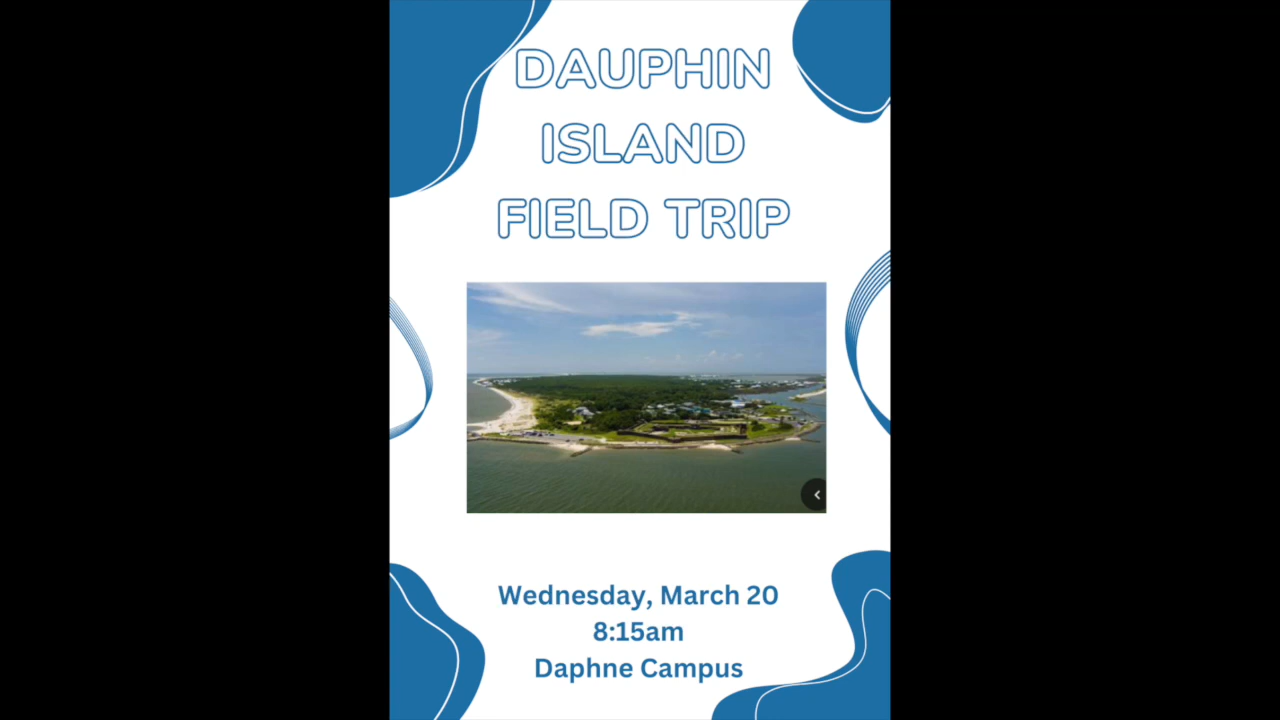 DAUPHIN
ISLAND
FIELD TRIP
Wednesday, March 20
8:15am
Daphne Campus